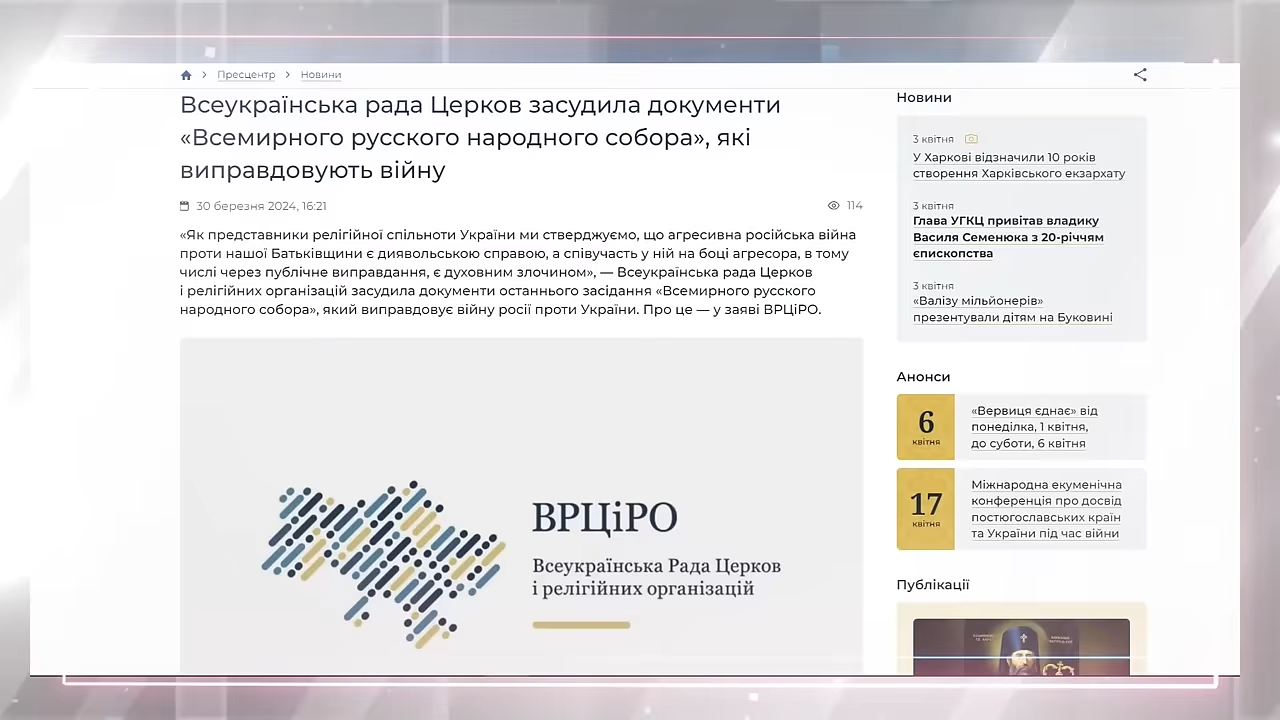 Пресцентр
Новини
Всеукраїнська рада Церков засудила документи
«Всемирного русского народного собора», які
виправдовують війну
30 березня 2024, 16:21
114
«Як представники релігійної спільноти України ми стверджуємо, що агресивна російська війна
проти нашої Батьківщини є диявольською справою, а співучасть у ній на боці агресора, в тому
числі через публічне виправдання, є духовним злочином», — Всеукраїнська рада Церков
і релігійних організацій засудила документи останнього засідання «Всемирного русского
народного собора», який виправдовує війну росії проти України. Про це — у заяві ВРЦіРО.
ВРЦіРО
Всеукраїнська Рада Церков
і релігійних організацій
Новини
3 квітня
У Харкові відзначили 10 років
створення Харківського екзархату
3 квітня
Глава УГКЦ привітав владику
Василя Семенюка з 20-річчям
єпископства
3 квітня
«Валізу мільйонерів»
презентували дітям на Буковині
Анонси
6
квітня
«Вервиця єднає» від
понеділка, 1 квітня,
до суботи, 6 квітня
17
квітня
Міжнародна екуменічна
конференція про досвід
постюгославських країн
та України під час війни
Публікації